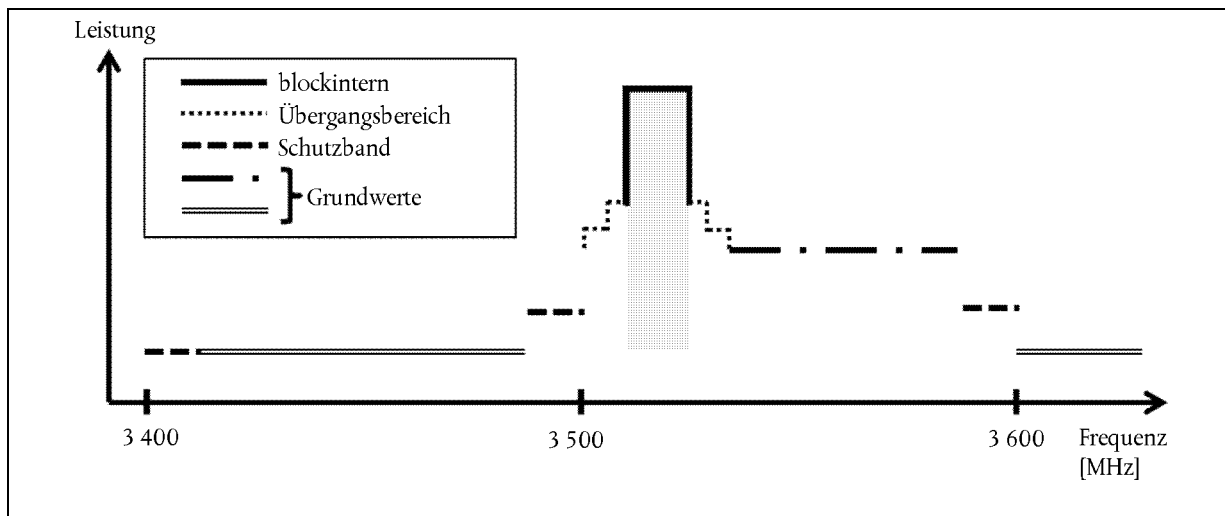 Leistung
blockintern
Übergangsbereich
Schutzband
Grundwerte
3 400
3 500
3 600
Frequenz
[MHz]